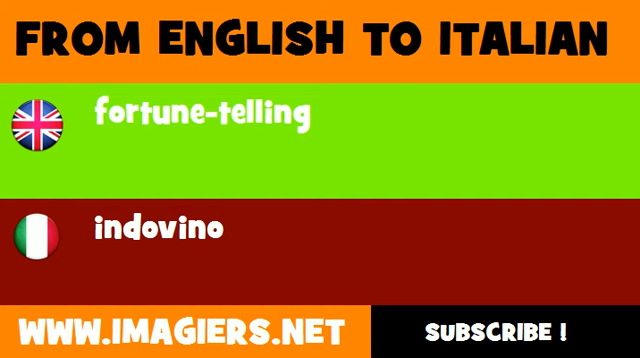 FROM ENGLISH TO ITALIAN
fortune-telling
indovino
WWW.IMAGIERS.NET
SUBSCRIBE !